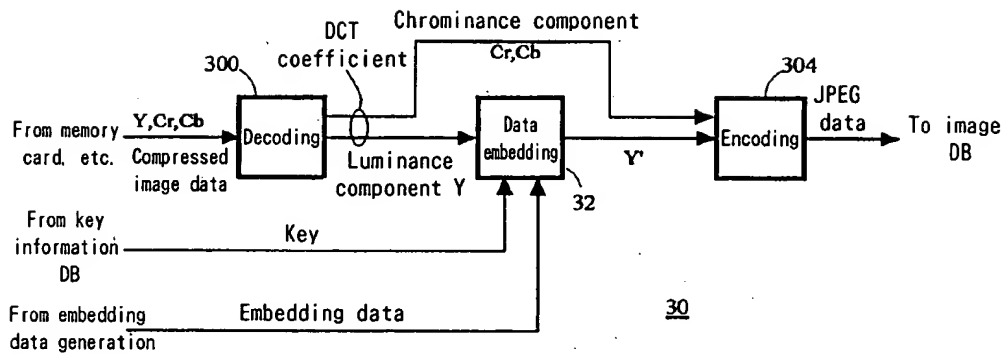 Chrominance component
DCT
coefficient
Cr,Cb
300
304
JPEG
data
Y,Cr,Cb
From memory
card, etc.
Compressed
image data
Decoding
Luminance
component Y
Data
embedding
32
Y'
Encoding
To image
DB
From key
information
DB
Key
From embedding
data generation
Embedding data
30